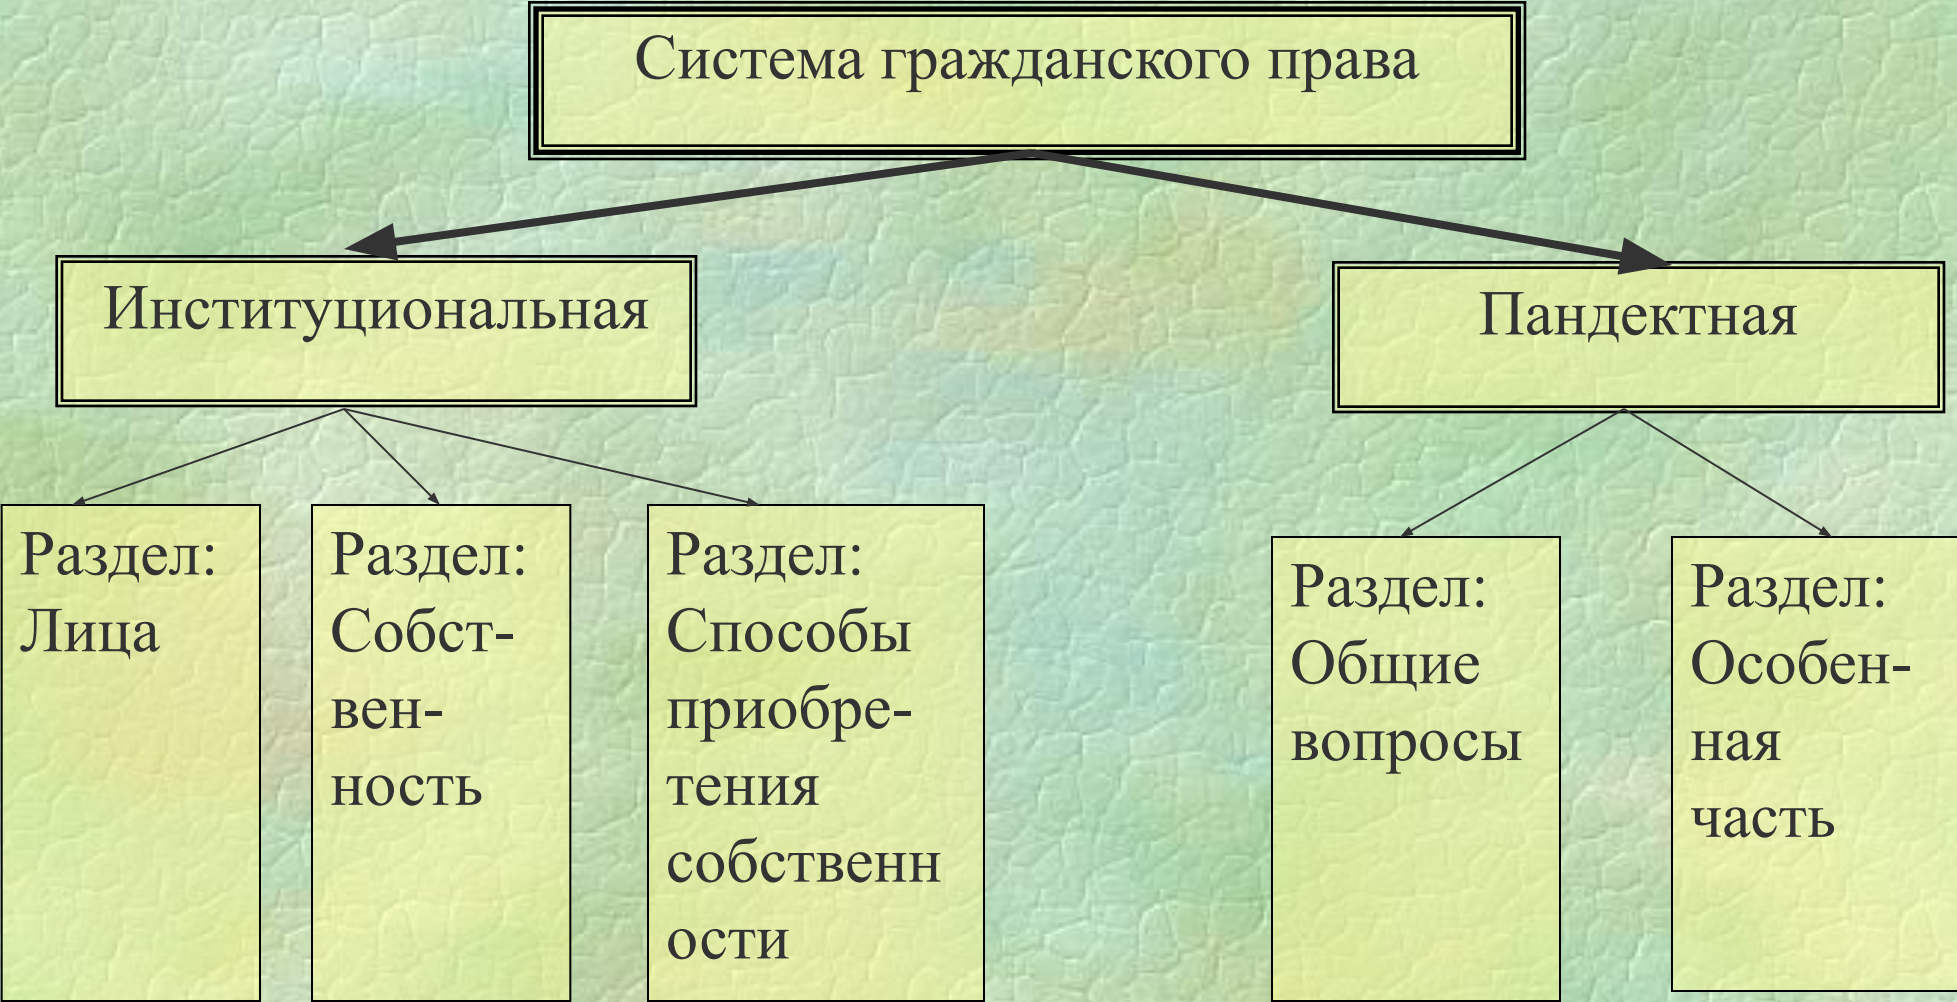 Система гражданского права
Институциональная
Пандектная
Раздел:
Лица
Раздел:
Собст-
вен-
ность
Раздел:
Способы
приобре-
тения
собственн
ости
Раздел:
Общие
вопросы
Раздел:
Особен-
ная
часть